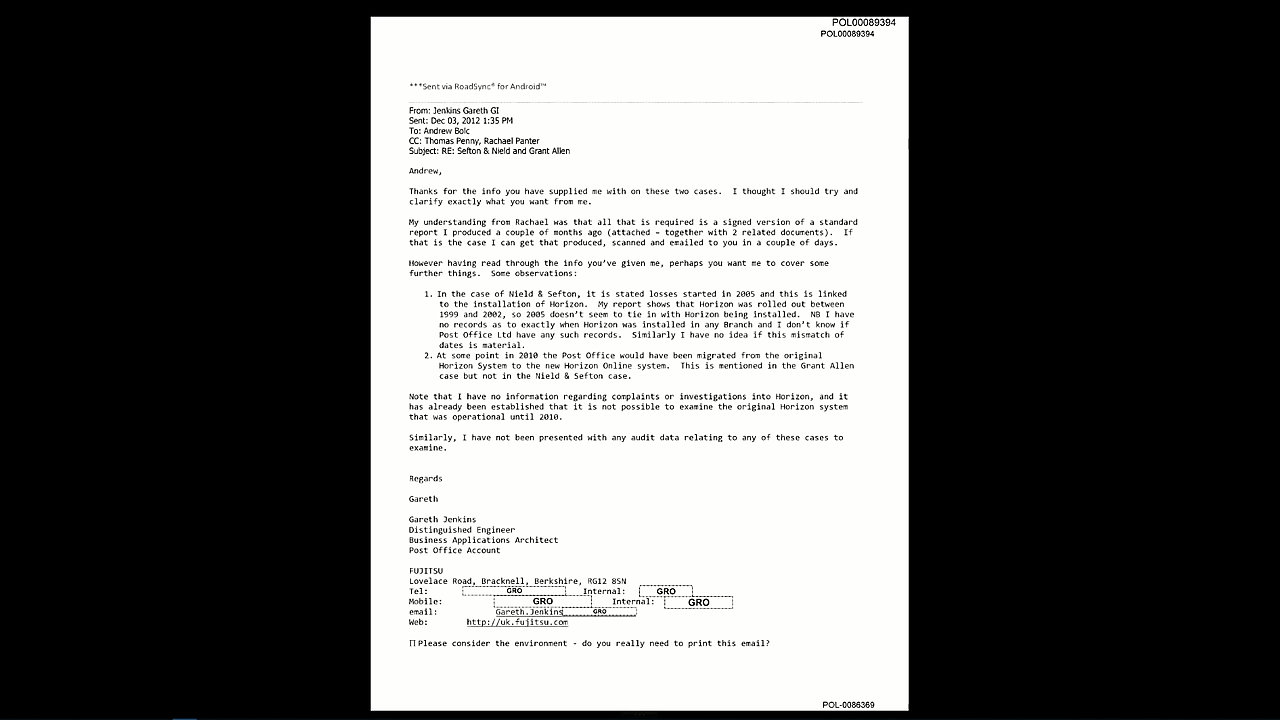 POL00089394
POL00089394
***Sent via RoadSync® for Android™
From: Jenkins Gareth GI
Sent: Dec 03, 2012 1:35 PM
To: Andrew Bolc
CC: Thomas Penny, Rachael Panter
Subject: RE: Sefton & Nield and Grant Allen
Andrew,
Thanks for the info you have supplied me with on these two cases. I thought I should try and
clarify exactly what you want from me.
My understanding from Rachael was that all that is required is a signed version of a standard
report I produced a couple of months ago (attached – together with 2 related documents). If
that is the case I can get that produced, scanned and emailed to you in a couple of days.
However having read through the info you've given me, perhaps you want me to cover some
further things. Some observations:
1. In the case of Nield & Sefton, it is stated losses started in 2005 and this is linked
to the installation of Horizon. My report shows that Horizon was rolled out between
1999 and 2002, so 2005 doesn't seem to tie in with Horizon being installed. NB I have
no records as to exactly when Horizon was installed in any Branch and I don't know if
Post Office Ltd have any such records. Similarly I have no idea if this mismatch of
dates is material.
2. At some point in 2010 the Post Office would have been migrated from the original
Horizon System to the new Horizon Online system. This is mentioned in the Grant Allen
case but not in the Nield & Sefton case.
Note that I have no information regarding complaints or investigations into Horizon, and it
has already been established that it is not possible to examine the original Horizon system
that was operational until 2010.
Similarly, I have not been presented with any audit data relating to any of these cases to
examine.
Regards
Gareth
Gareth Jenkins
Distinguished Engineer
Business Applications Architect
Post Office Account
FUJITSU
Lovelace Road, Bracknell, Berkshire, RG12 8SN
Tel: GRO Internal: GRO
Mobile: GRO Internal: GRO
email: Gareth.Jenkins GRO
Web: http://uk.fujitsu.com
Please consider the environment - do you really need to print this email?
POL-0086369